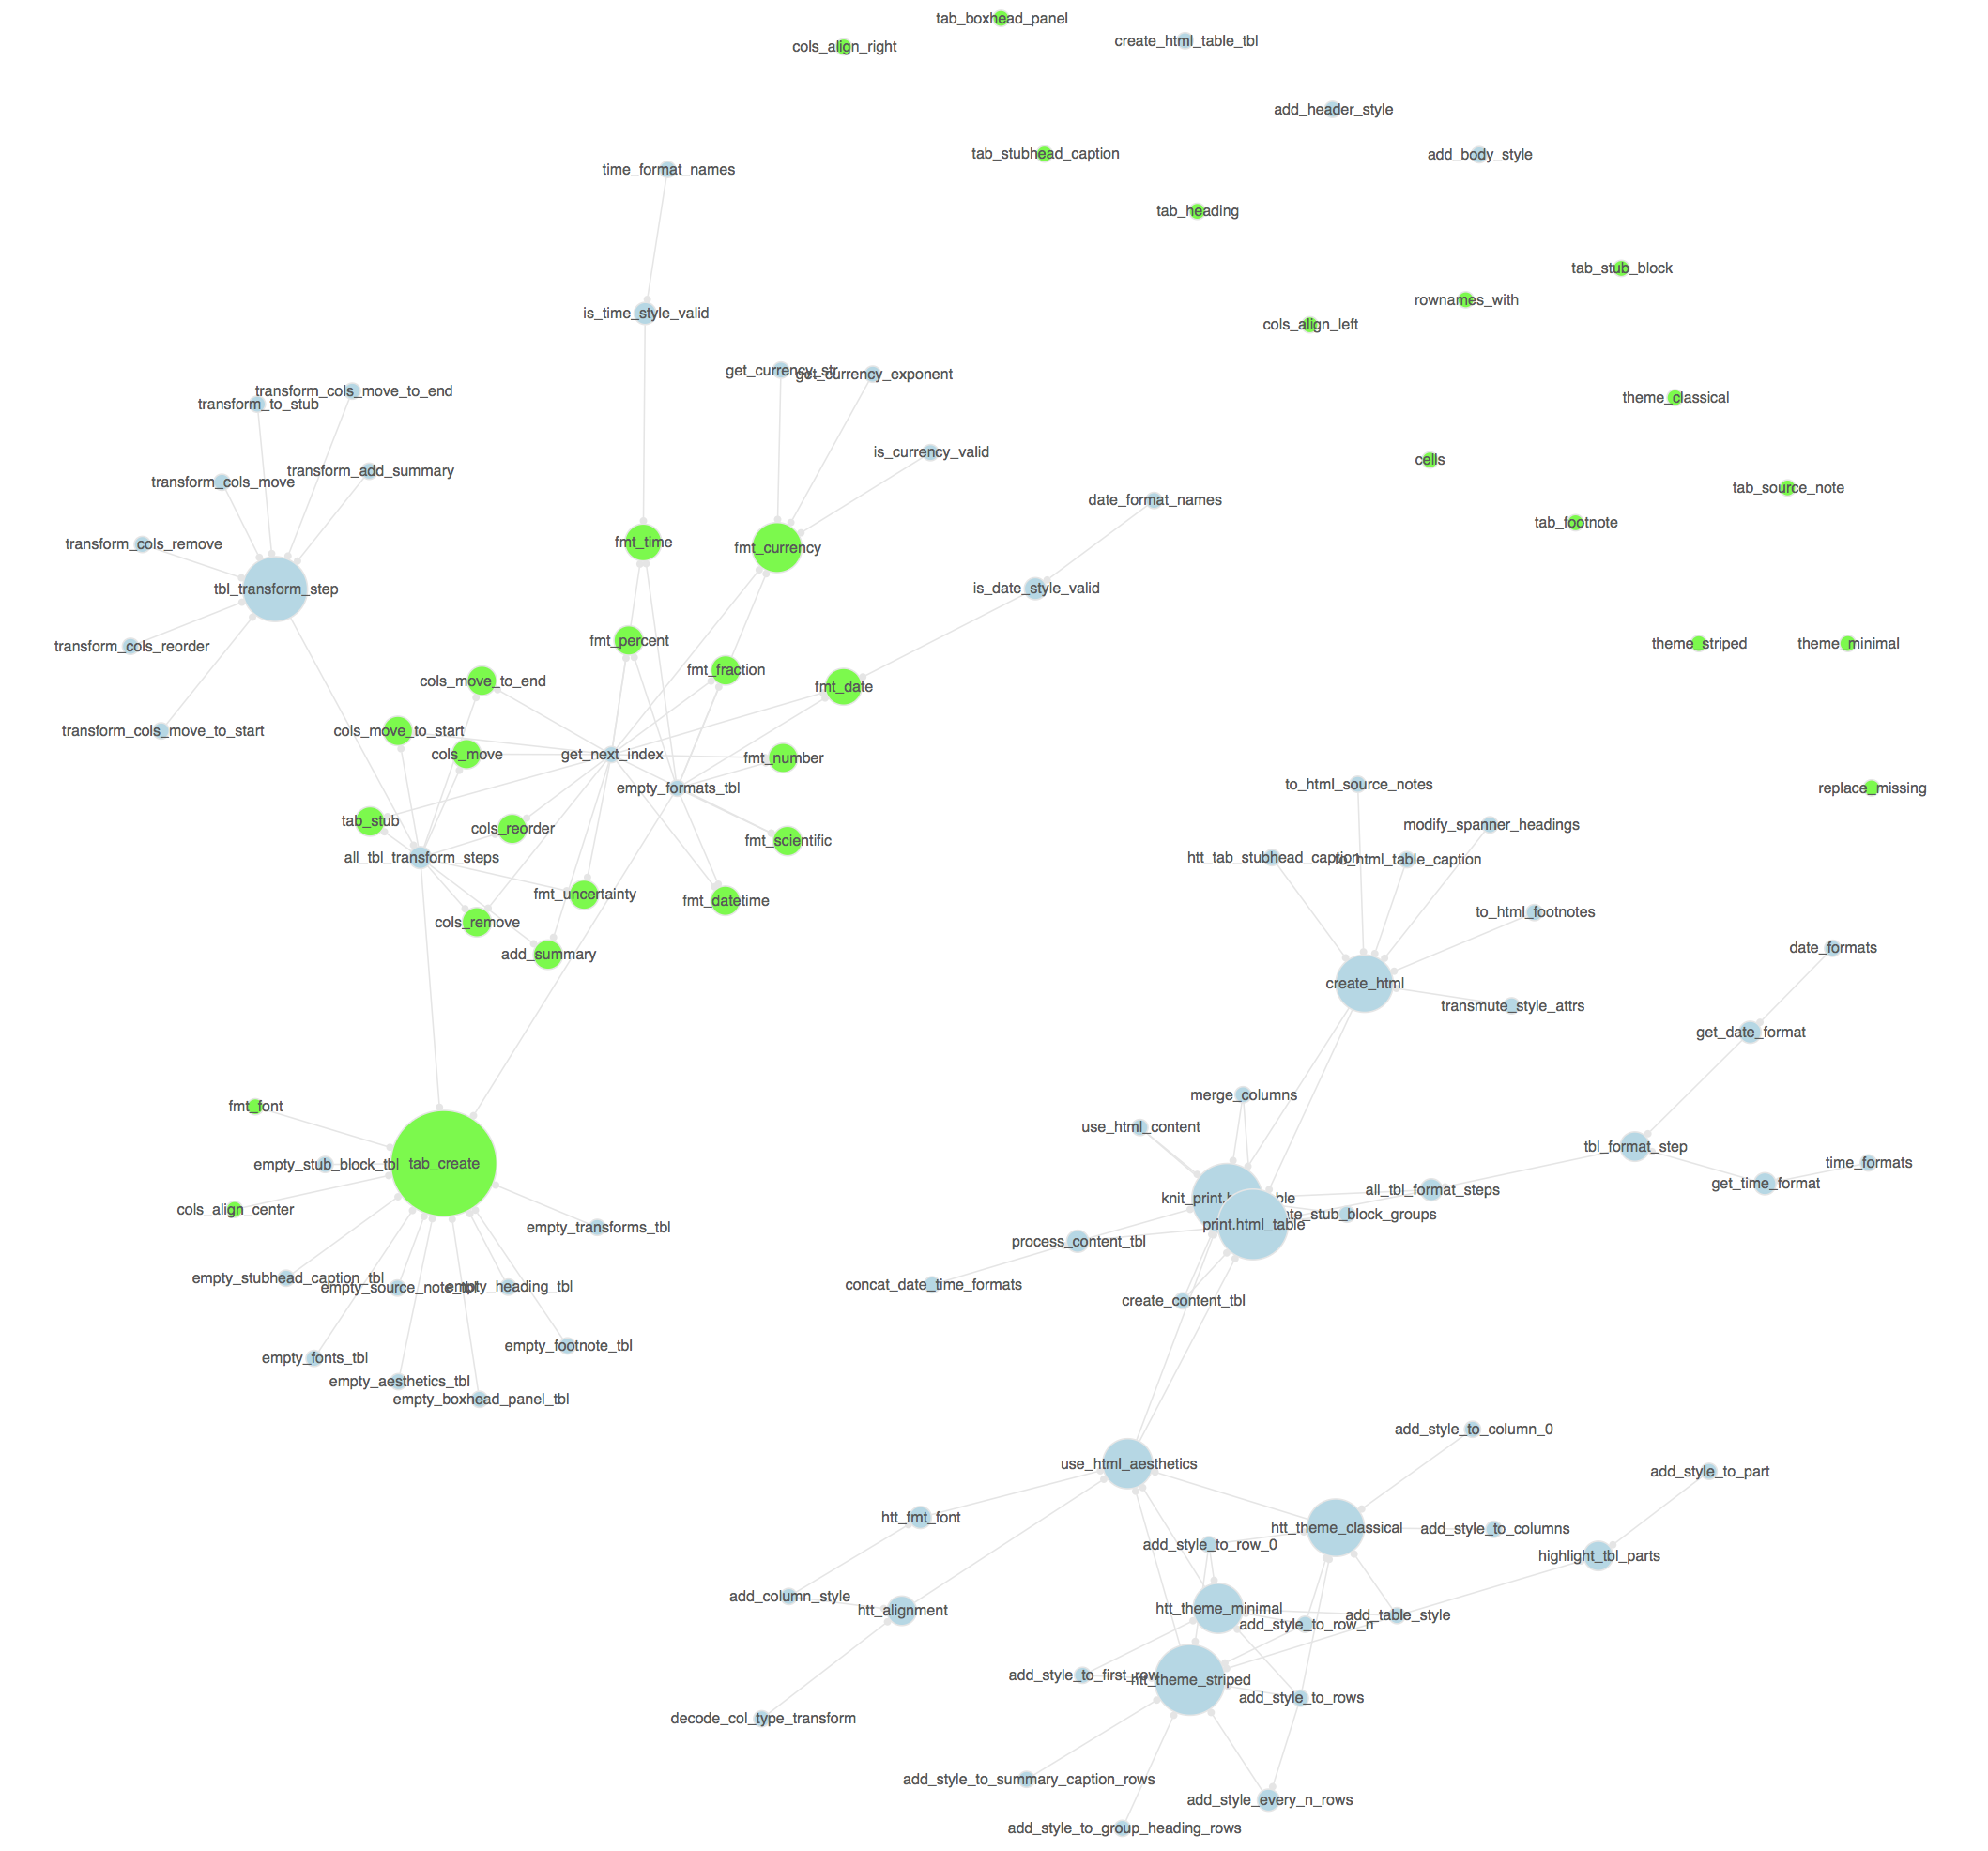 tab_boxhead_panel
cols_align_right
create_html_table_tbl
add_header_style
tab_stubhead_caption
add_body_style
time_format_names
tab_heading
tab_stub_block
rownames_with
is_time_style_valid
cols_align_left
get_currency_str
get_currency_exponent
transform_cols_move_to_end
transform_to_stub
theme_classical
is_currency_valid
cells
transform_add_summary
transform_cols_move
tab_source_note
date_format_names
tab_footnote
fmt_time
transform_cols_remove
fmt_currency
is_date_style_valid
tbl_transform_step
fmt_percent
theme_striped
theme_minimal
transform_cols_reorder
fmt_fraction
cols_move_to_end
fmt_date
transform_cols_move_to_start
cols_move_to_start
cols_move
get_next_index
fmt_number
to_html_source_notes
empty_formats_tbl
replace_missing
tab_stub
cols_reorder
modify_spanner_headings
fmt_scientific
all_tbl_transform_steps
htt_tab_stubhead_caption
to_html_table_caption
fmt_uncertainty
fmt_datetime
to_html_footnotes
cols_remove
date_formats
add_summary
create_html
transmute_style_attrs
get_date_format
merge_columns
fmt_font
use_html_content
tbl_format_step
empty_stub_block_tbl
tab_create
time_formats
get_time_format
all_tbl_format_steps
knit_print.html_table
cols_align_center
te_stub_block_groups
print.html_table
empty_transforms_tbl
process_content_tbl
empty_stubhead_caption_tbl
concat_date_time_formats
empty_source_note_tbl
empty_heading_tbl
create_content_tbl
empty_footnote_tbl
empty_fonts_tbl
empty_aesthetics_tbl
empty_boxhead_panel_tbl
add_style_to_column_0
use_html_aesthetics
add_style_to_part
htt_fmt_font
htt_theme_classical
add_style_to_columns
add_style_to_row_0
highlight_tbl_parts
add_column_style
htt_alignment
htt_theme_minimal
add_table_style
add_style_to_row_n
add_style_to_first_row
htt_theme_striped
add_style_to_rows
decode_col_type_transform
add_style_to_summary_caption_rows
add_style_every_n_rows
add_style_to_group_heading_rows